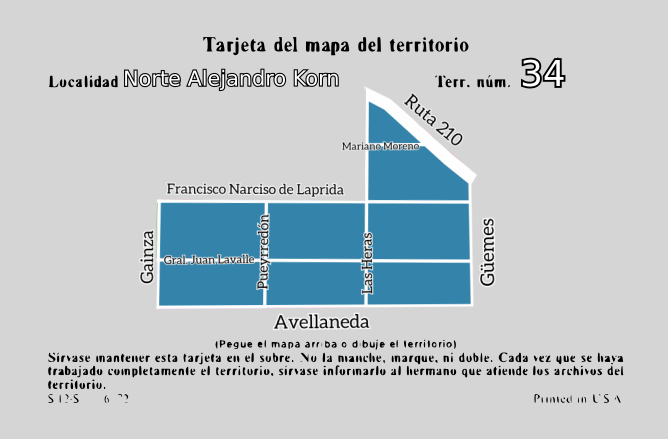 Tarjeta del mapa del territorio
Localidad Norte Alejandro Korn Terr. núm. 34
Ruta 210
Mariano Moreno
Francisco Narciso de Laprida
Gainza
Pueyrredón
Las Heras
Güemes
Gral. Juan Lavalle
Avellaneda
(Pegue el mapa arriba o dibuje el territorio)
Sírvase mantener esta tarjeta en el sobre. No la manche, marque, ni doble. Cada vez que se haya
trabajado completamente el territorio, sírvase informarlo al hermano que atiende los archivos del
territorio.
S-12-S 6/72 Printed in U.S.A.